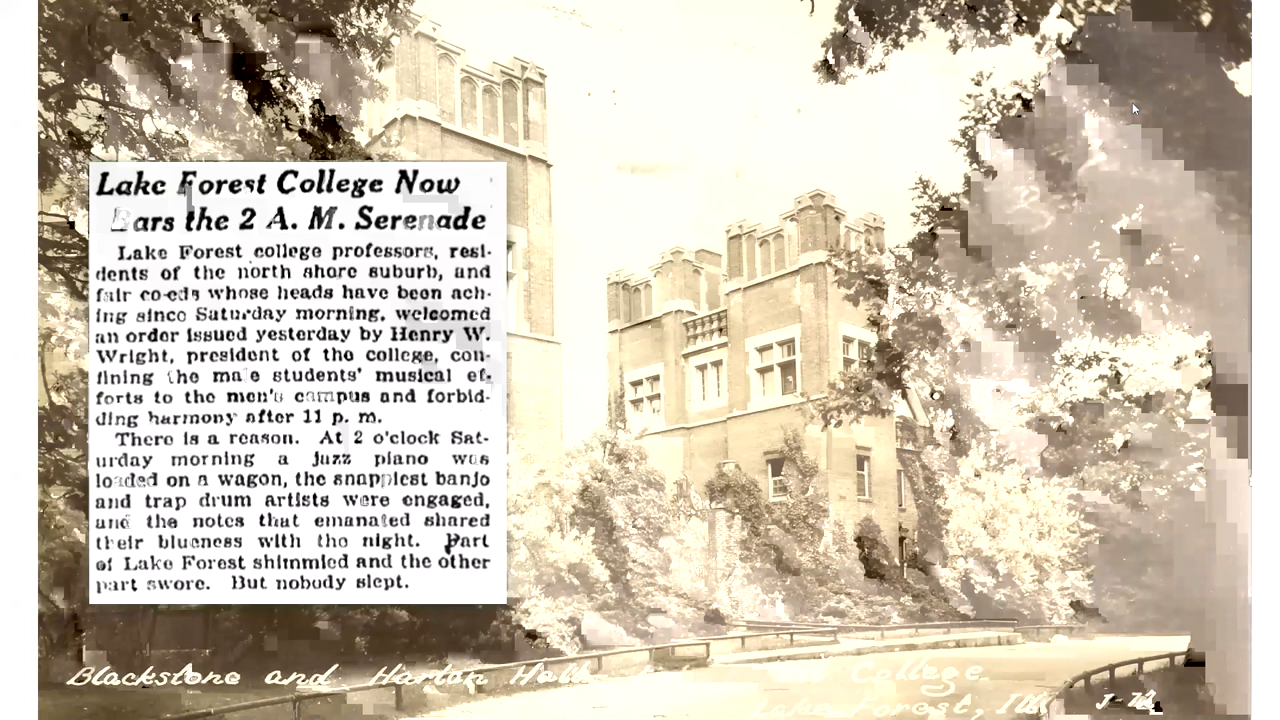 Lake Forest College Now
Bars the 2 A. M. Serenade
Lake Forest college professors, resi-
dents of the north shore suburb, and
fair co-eds whose heads have been ach-
ing since Saturday morning, welcomed
an order issued yesterday by Henry W.
Wright, president of the college, con-
fining the male students' musical ef-
forts to the men's campus and forbid-
ding harmony after 11 p. m.
There is a reason. At 2 o'clock Sat-
urday morning a jazz piano was
loaded on a wagon, the snappiest banjo
and trap drum artists were engaged,
and the notes that emanated shared
their blueness with the night. Part
of Lake Forest shimmied and the other
part swore. But nobody slept.
Blackstone and Harlan Hall College
Lake Forest, Ill